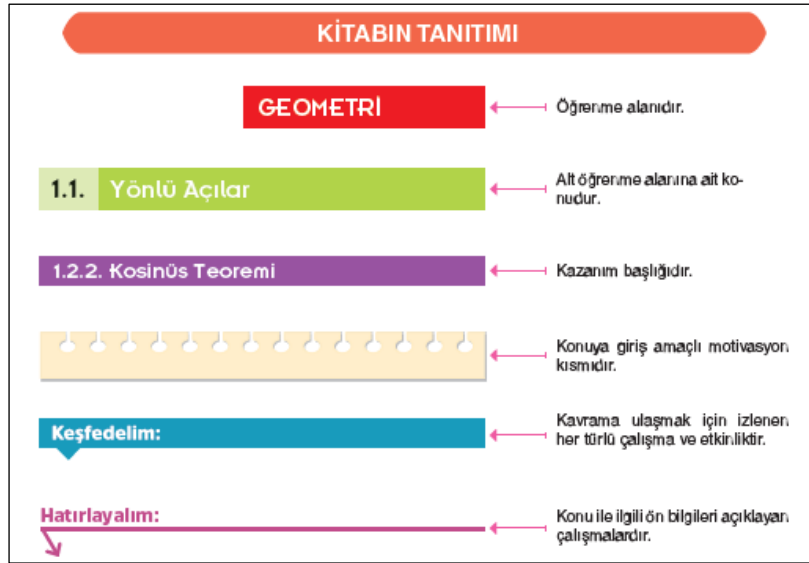 KİTABIN TANITIMI
GEOMETRİ
Öğrenme alanıdır.
1.1. Yönlü Açılar
Alt öğrenme alanına ait ko-
nudur.
1.2.2. Kosinüs Teoremi
Kazanım başlığıdır.
Konuya giriş amaçlı motivasyon
kısmıdır.
Keşfedelim:
Kavrama ulaşmak için izlenen
her türlü çalışma ve etkinliktir.
Hatırlayalım:
Konu ile ilgili ön bilgileri açıklayan
çalışmalardır.